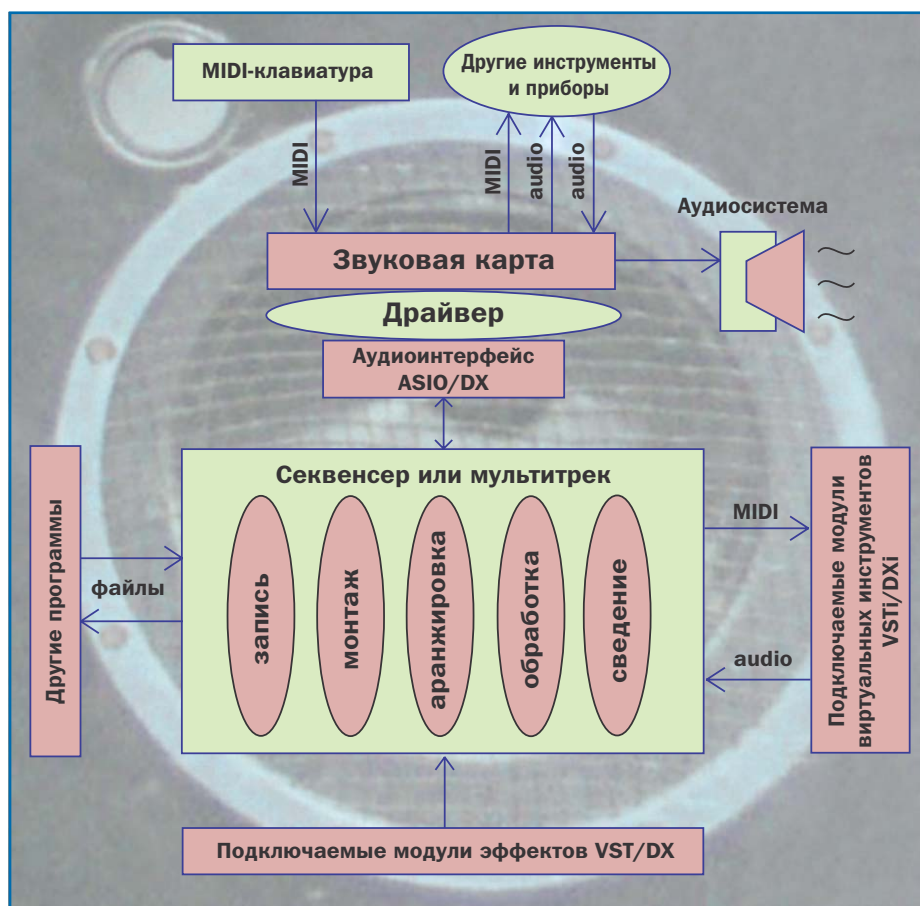 MIDI-клавиатура
Другие инструменты
и приборы
MIDI
MIDI
audio
audio
Аудиосистема
Звуковая карта
Драйвер
Аудиоинтерфейс
ASIO/DX
Секвенсер или мультитрек
запись
монтаж
аранжировка
обработка
сведение
Другие программы
файлы
MIDI
audio
Подключаемые модули
виртуальных инструментов
VSTi/DXi
Подключаемые модули эффектов VST/DX